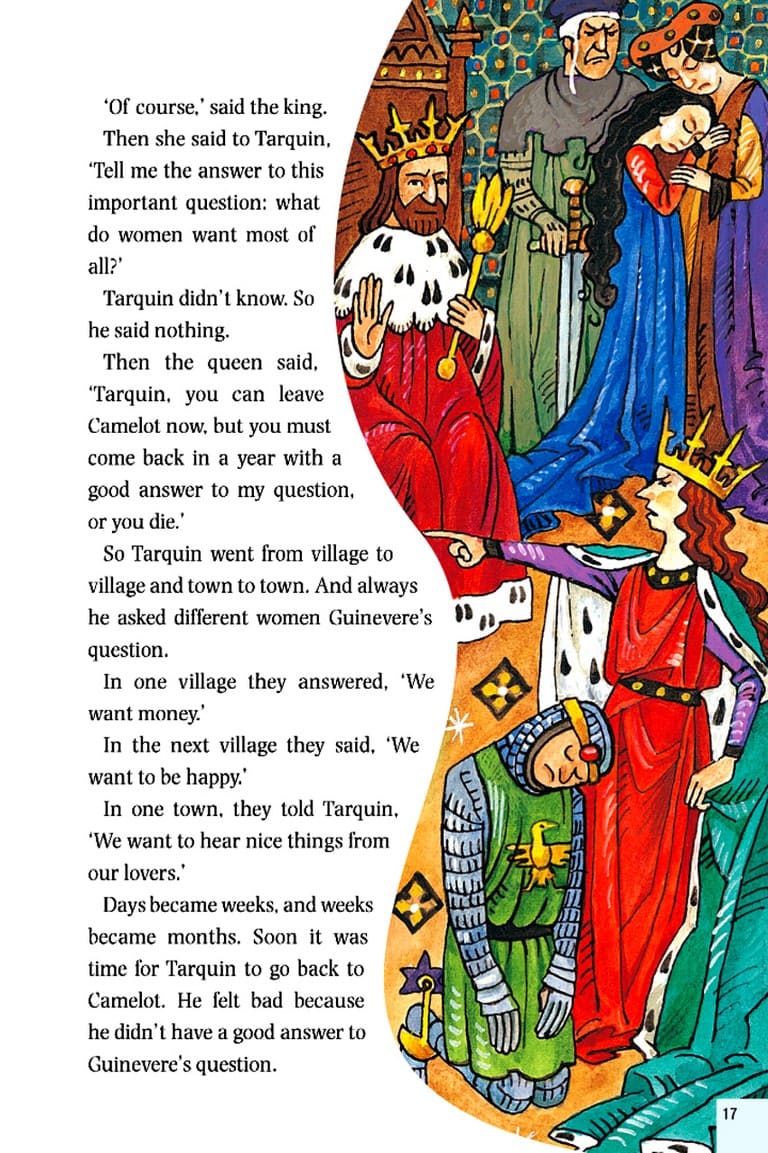 ‘Of course,’ said the king.
Then she said to Tarquin,
‘Tell me the answer to this
important question: what
do women want most of
all?’
Tarquin didn’t know. So
he said nothing.
Then the queen said,
‘Tarquin, you can leave
Camelot now, but you must
come back in a year with a
good answer to my question,
or you die.’
So Tarquin went from village to
village and town to town. And always
he asked different women Guinevere’s
question.
In one village they answered, ‘We
want money.’
In the next village they said, ‘We
want to be happy.’
In one town, they told Tarquin,
‘We want to hear nice things from
our lovers.’
Days became weeks, and weeks
became months. Soon it was
time for Tarquin to go back to
Camelot. He felt bad because
he didn’t have a good answer to
Guinevere’s question.
17